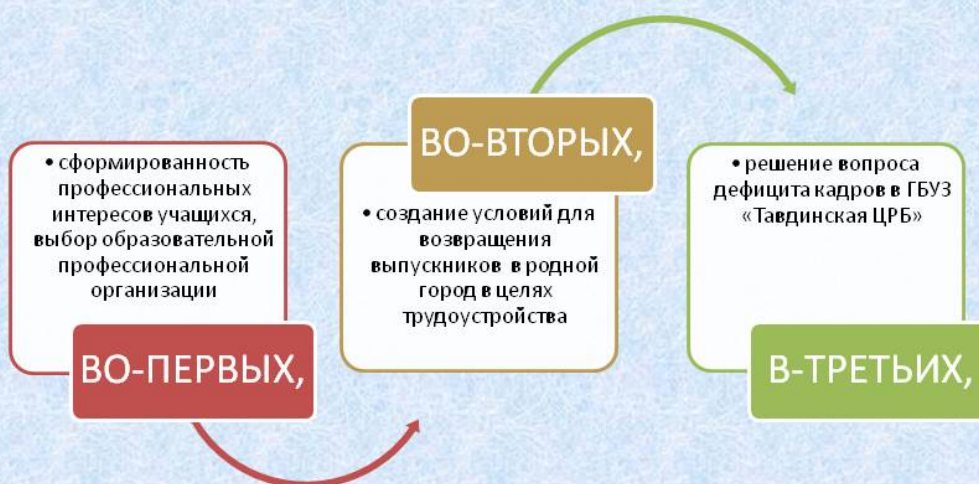 • сформированность
профессиональных
интересов учащихся,
выбор образовательной
профессиональной
организации
ВО-ПЕРВЫХ,
ВО-ВТОРЫХ,
• создание условий для
возвращения
выпускников в родной
город в целях
трудоустройства
• решение вопроса
дефицита кадров в ГБУЗ
«Тавдинская ЦРБ»
В-ТРЕТЬИХ,